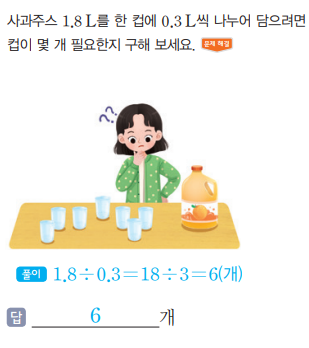 사과주스 1.8 L를 한 컵에 0.3 L씩 나누어 담으려면
컵이 몇 개 필요한지 구해 보세요. 문제 해결
풀이 1.8÷0.3=18÷3=6(개)
답 6 개